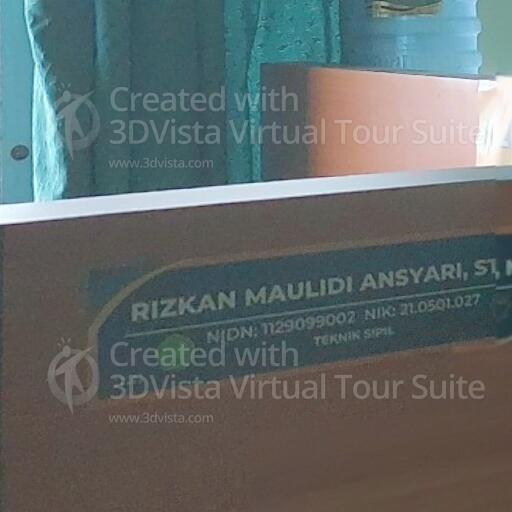 Created with
3DVista Virtual Tour Suite
www.3dvista.com
RIZKAN MAULIDI ANSYARI, ST,
NIDN: 1129099002 NIK: 21.0501.027
TEKNIK SIPIL
Created with
3DVista Virtual Tour Suite
www.3dvista.com